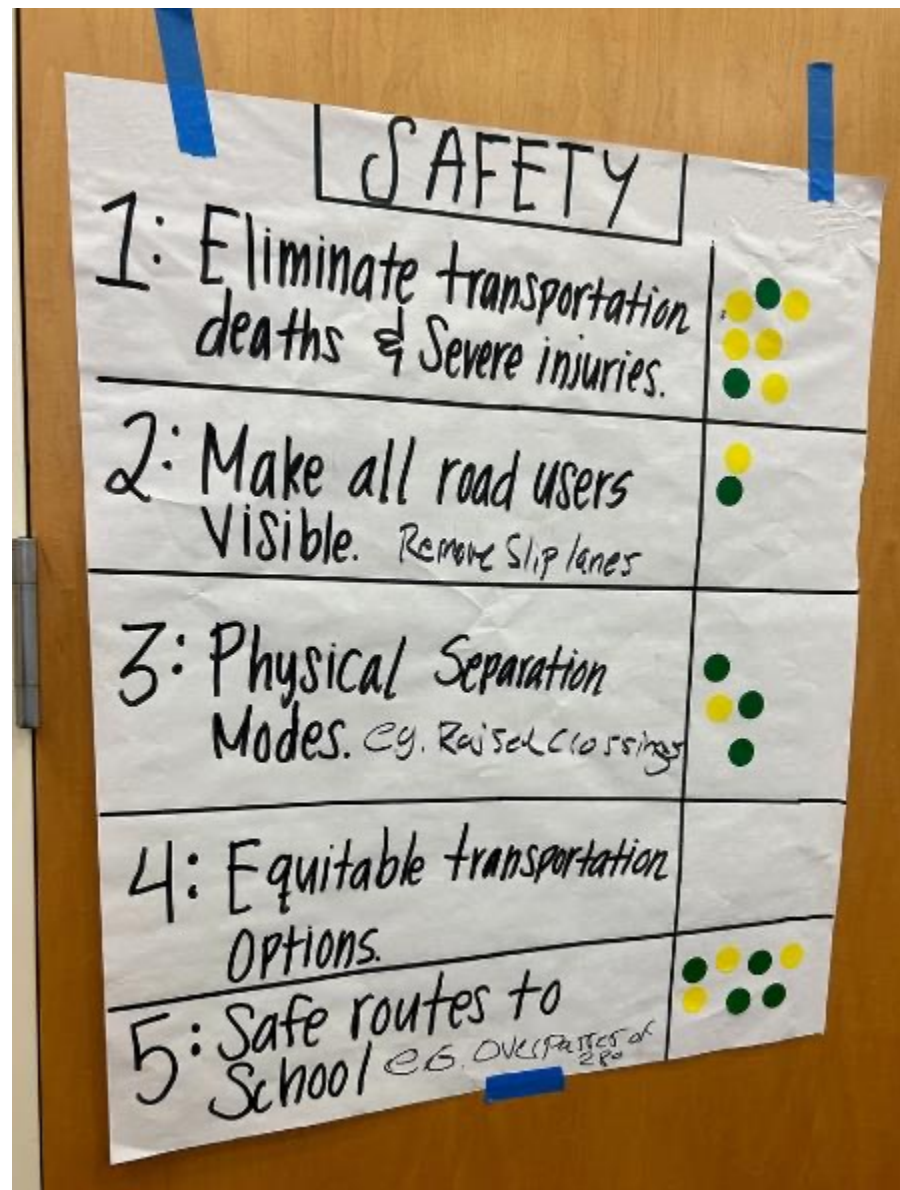 SAFETY
1: Eliminate transportation
deaths & Severe injuries.
2: Make all road users
Visible. Remove Slip lanes
3: Physical Separation
Modes. eg. Raised Crossings
4: Equitable transportation
Options.
5: Safe routes to
School e.G. Overpasses of
280